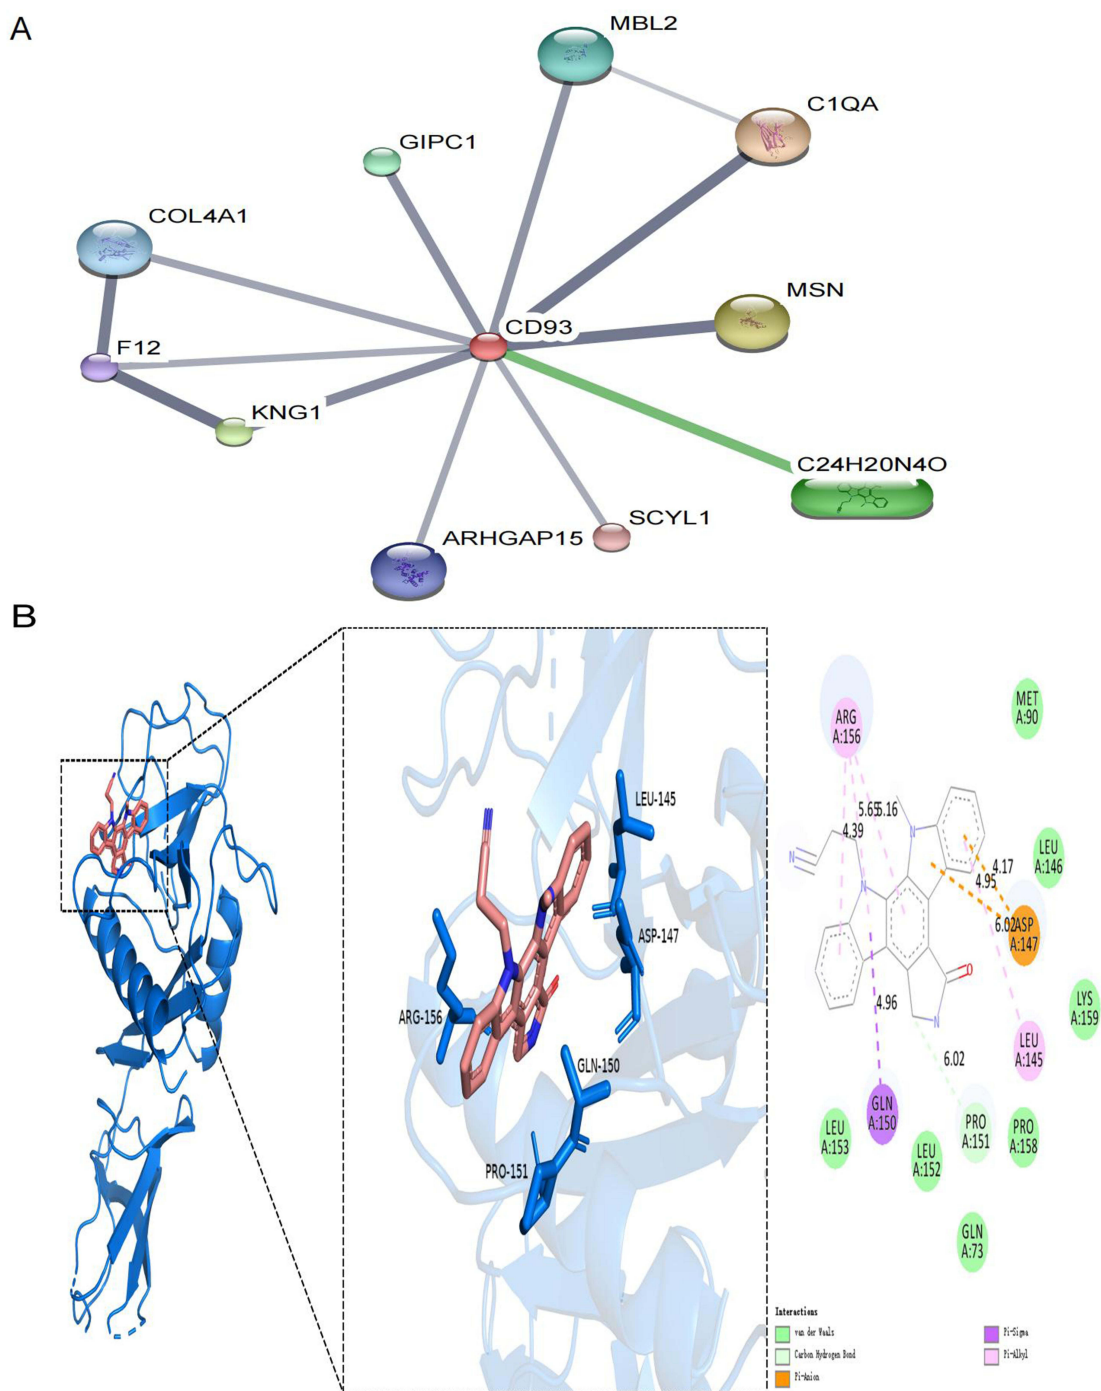 A
MBL2
C1QA
GIPC1
COL4A1
MSN
CD93
F12
KNG1
C24H20N4O
SCYL1
ARHGAP15
B
LEU-145
ASP-147
ARG-156
GLN-150
PRO-151
ARG
A:156
MET
A:90
5.65
5.16
4.39
N
N
N
4.17
4.95
LEU
A:146
6.02
ASP
A:147
O
N
LYS
A:159
4.96
6.02
LEU
A:145
GLN
A:150
LEU
A:153
PRO
A:151
PRO
A:158
LEU
A:152
GLN
A:73
Interactions
van der Waals
Carbon Hydrogen Bond
Pi-Anion
Pi-Sigma
Pi-Alkyl